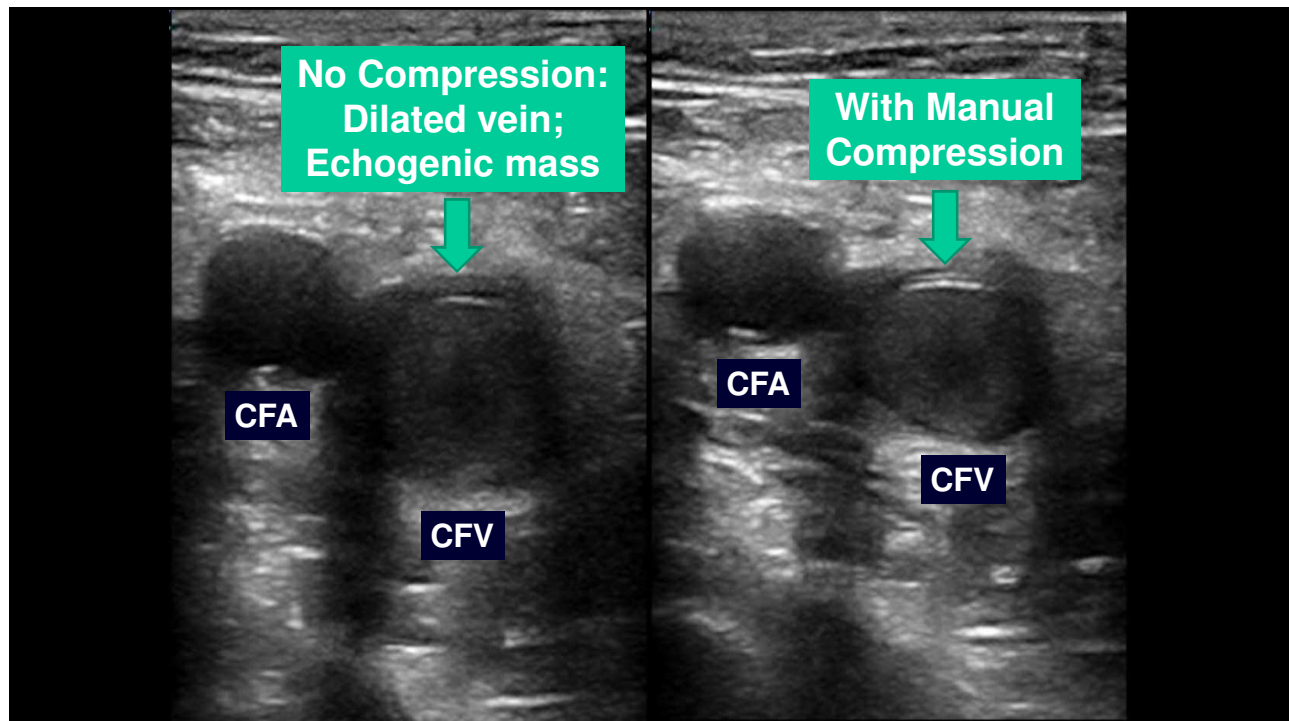 No Compression:
Dilated vein;
Echogenic mass
With Manual
Compression
CFA
CFV
CFA
CFV